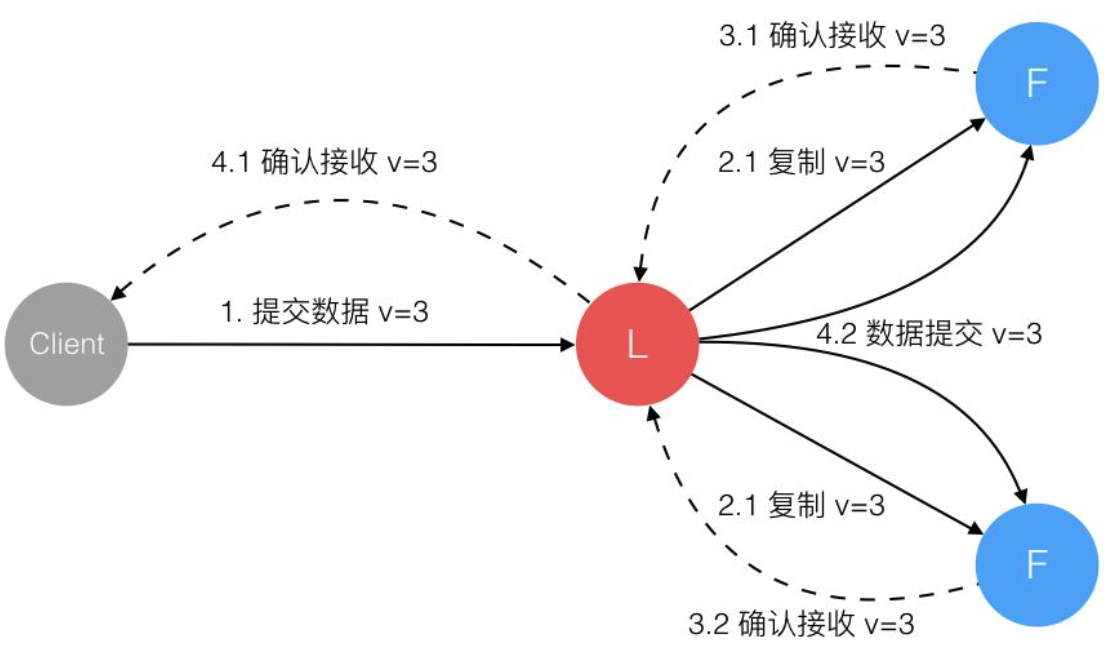 3.1 确认接收 v=3
F
4.1 确认接收 v=3
2.1 复制 v=3
1. 提交数据 v=3
Client
L
4.2 数据提交 v=3
2.1 复制 v=3
F
3.2 确认接收 v=3